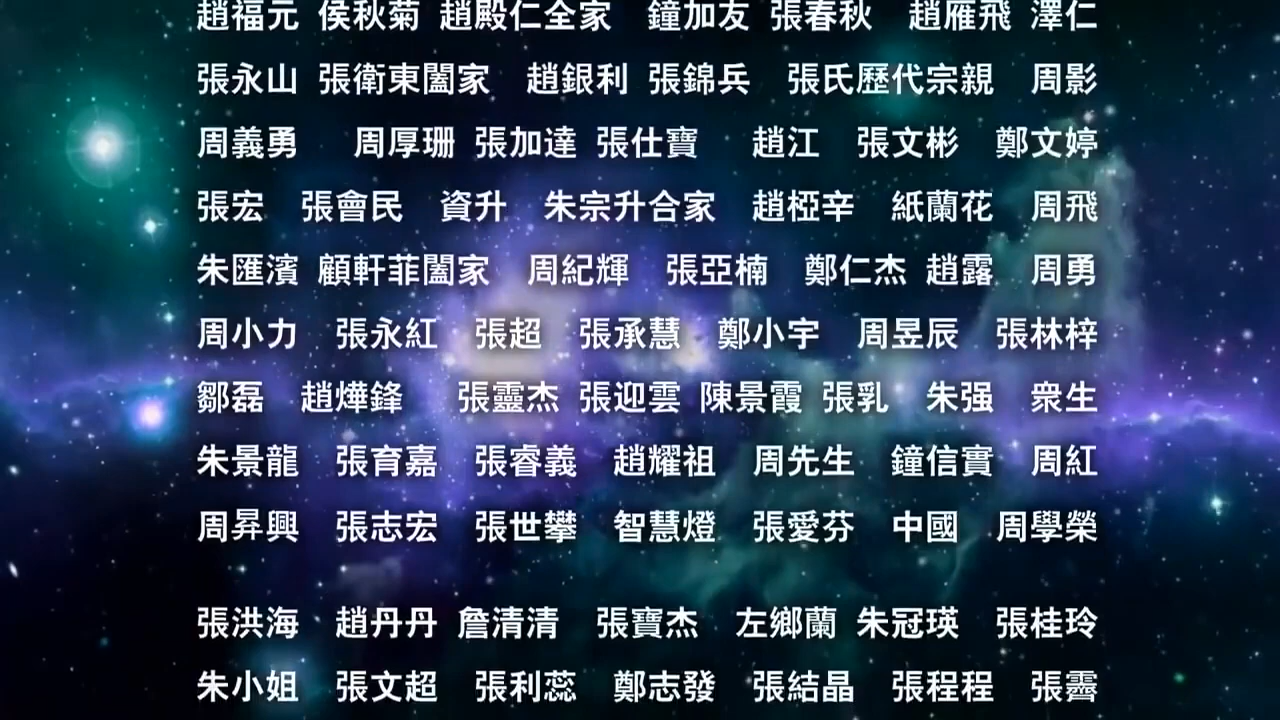 趙福元 侯秋菊 趙殿仁全家 鐘加友 張春秋 趙雁飛 澤仁
張永山 張衛東闔家 趙銀利 張錦兵 張氏歷代宗親 周影
周義勇 周厚珊 張加達 張仕寶 趙江 張文彬 鄭文婷
張宏 張會民 資升 朱宗升合家 趙椏辛 紙蘭花 周飛
朱匯濱 顧軒菲闔家 周紀輝 張亞楠 鄭仁杰 趙露 周勇
周小力 張永紅 張超 張承慧 鄭小宇 周昱辰 張林梓
鄒磊 趙燁鋒 張靈杰 張迎雲 陳景霞 張乳 朱强 衆生
朱景龍 張育嘉 張睿義 趙耀祖 周先生 鐘信實 周紅
周昇興 張志宏 張世攀 智慧燈 張愛芬 中國 周學榮
張洪海 趙丹丹 詹清清 張寶杰 左鄉蘭 朱冠瑛 張桂玲
朱小姐 張文超 張利蕊 鄭志發 張結晶 張程程 張霽